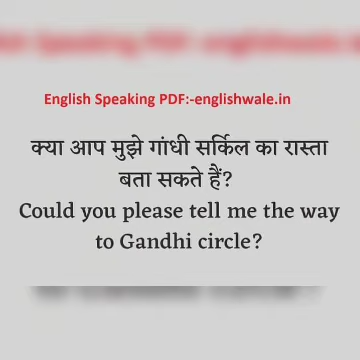 English Speaking PDF:-englishwale.in
क्या आप मुझे गांधी सर्किल का रास्ता
बता सकते हैं?
Could you please tell me the way
to Gandhi circle?